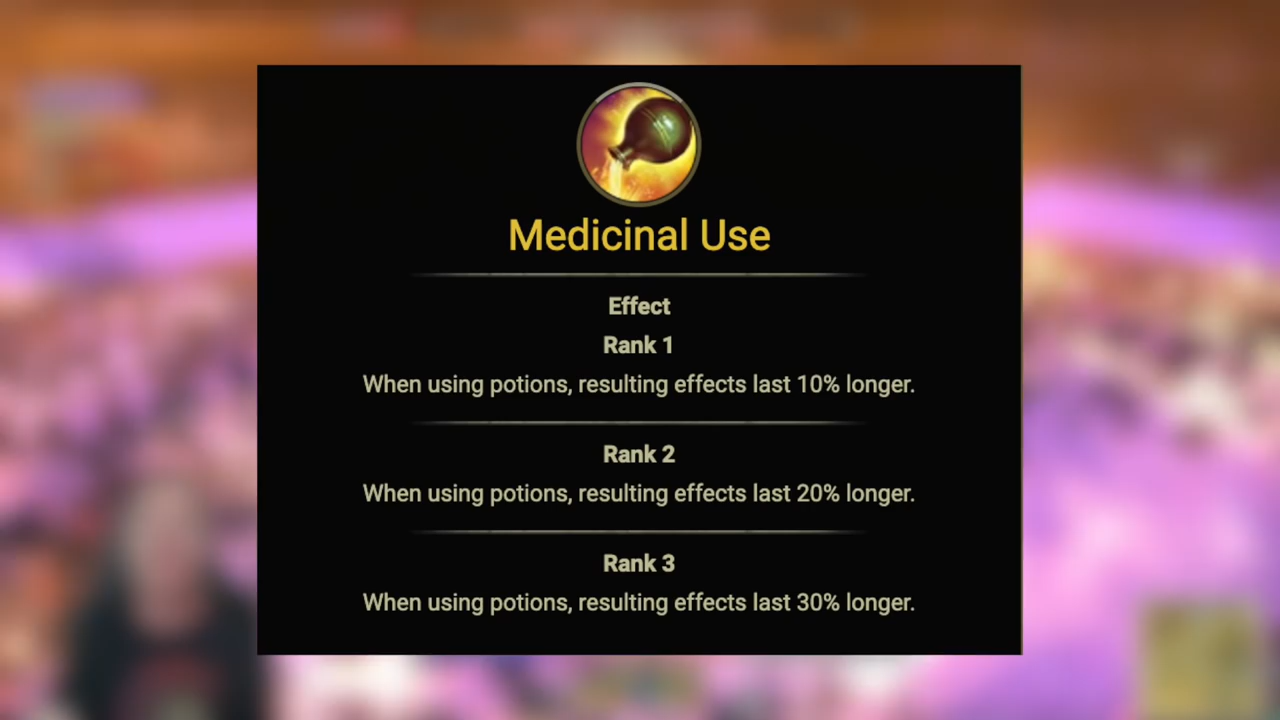 Medicinal Use
Effect
Rank 1
When using potions, resulting effects last 10% longer.
Rank 2
When using potions, resulting effects last 20% longer.
Rank 3
When using potions, resulting effects last 30% longer.